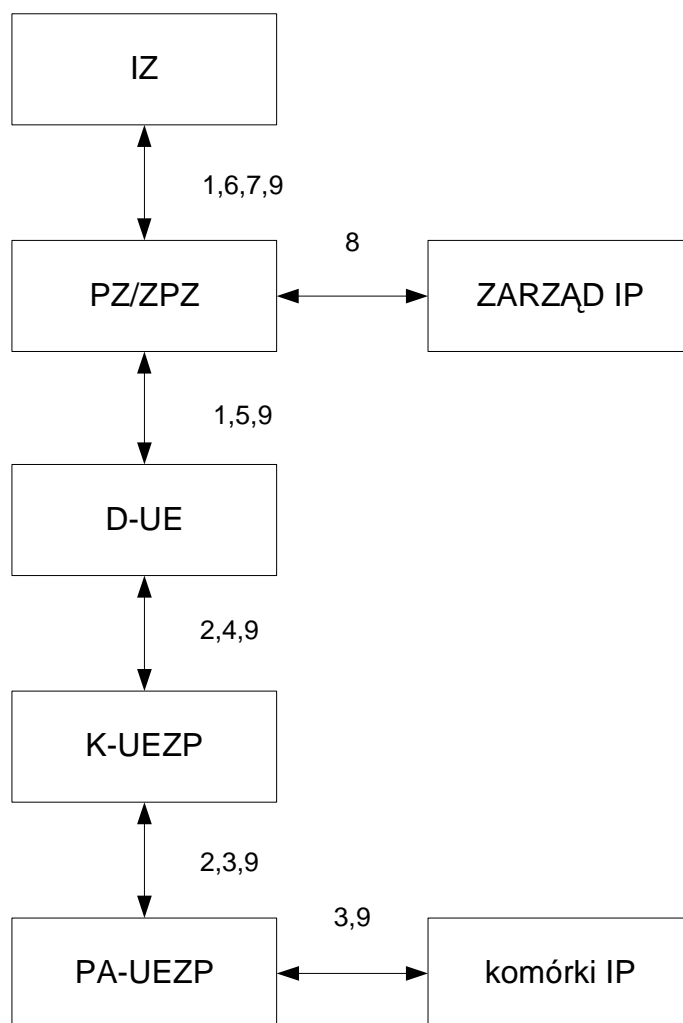 IZ
1,6,7,9
8
PZ/ZPZ
ZARZĄD IP
1,5,9
D-UE
2,4,9
K-UEZP
2,3,9
3,9
PA-UEZP
komórki IP